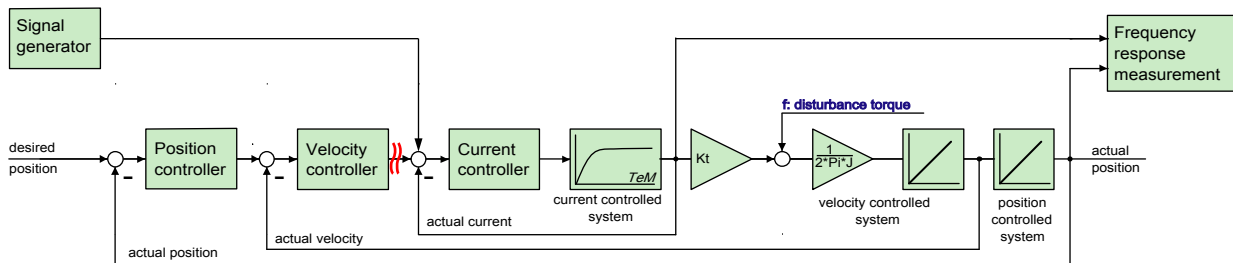 Signal
generator
Frequency
response
measurement
f: disturbance torque
desired
position
Position
controller
Velocity
controller
Current
controller
TeM
current controlled
system
Kt
1
2*Pi*J
velocity controlled
system
position
controlled
system
actual
position
actual current
actual velocity
actual position